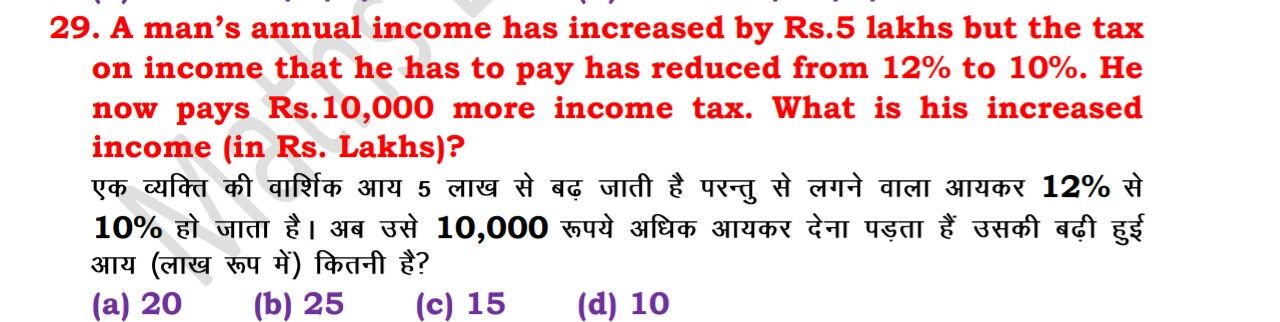 29. A man's annual income has increased by Rs.5 lakhs but the tax
on income that he has to pay has reduced from 12% to 10%. He
now pays Rs.10,000 more income tax. What is his increased
income (in Rs. Lakhs)?
एक व्यक्ति की वार्शिक आय 5 लाख से बढ़ जाती है परन्तु से लगने वाला आयकर 12% से
10% हो जाता है। अब उसे 10,000 रूपये अधिक आयकर देना पड़ता हैं उसकी बढ़ी हुई
आय (लाख रूप में) कितनी है?
(a) 20 (b) 25 (c) 15 (d) 10